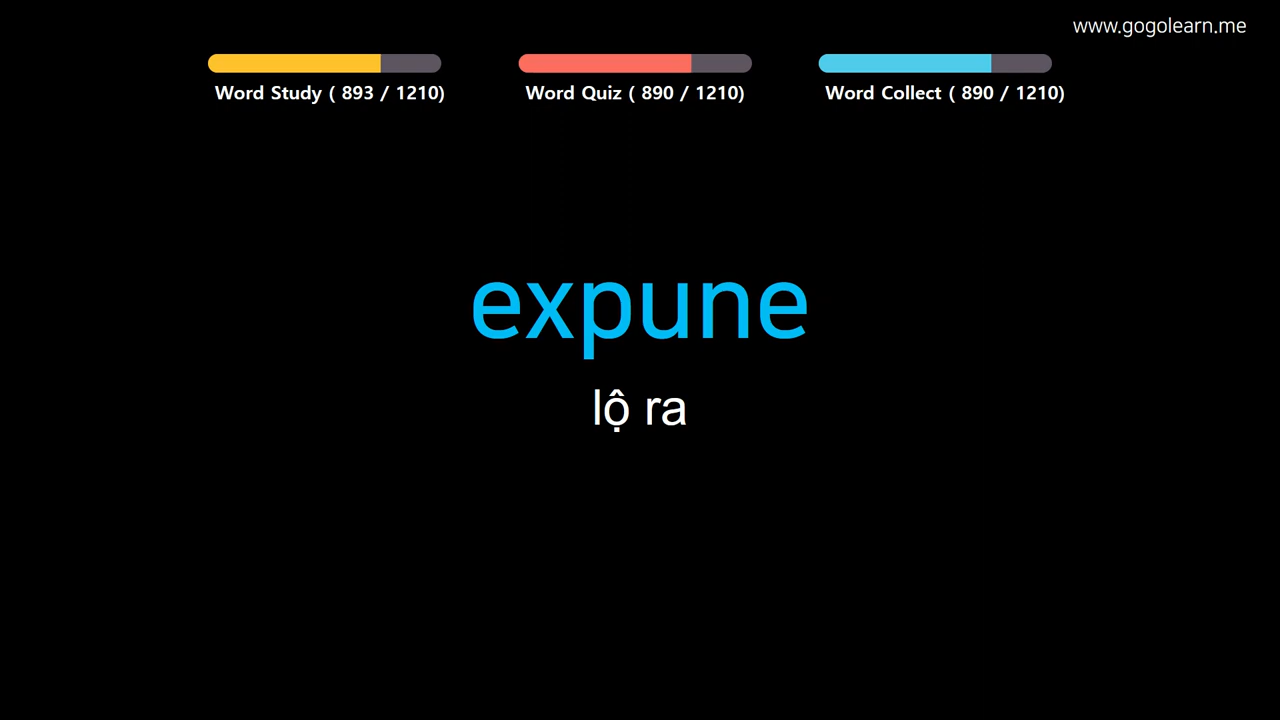 www.gogolearn.me
Word Study ( 893 / 1210)
Word Quiz ( 890 / 1210)
Word Collect ( 890 / 1210)
expune
lộ ra